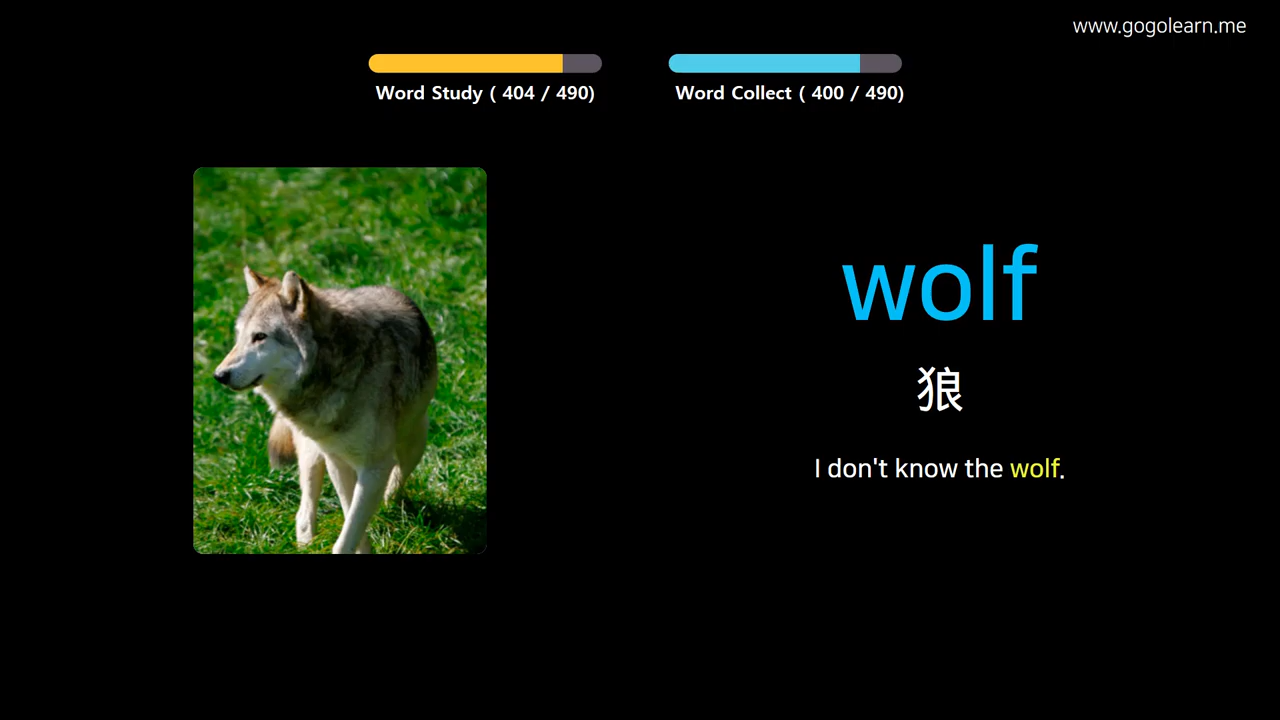 www.gogolearn.me
Word Study ( 404 / 490)
Word Collect ( 400 / 490)
wolf
狼
I don't know the wolf.